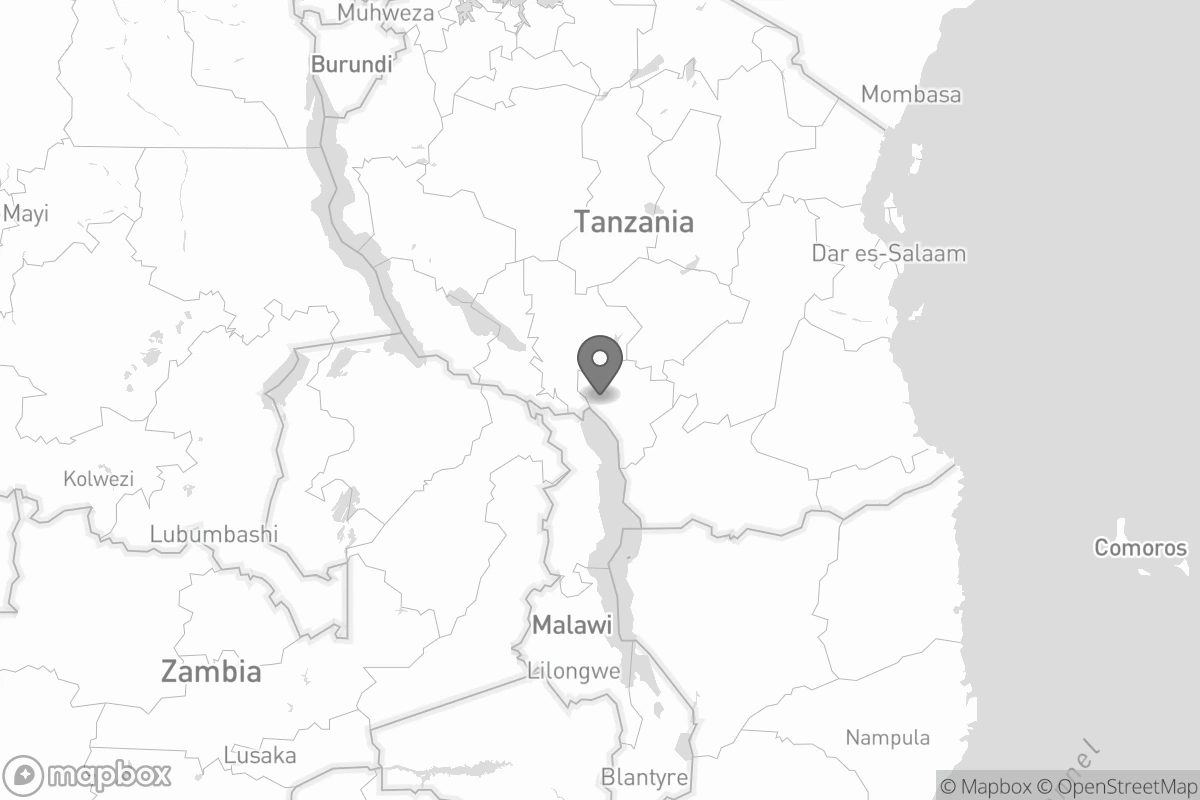 Muhweza
Burundi
Mombasa
Mayi
Tanzania
Dar es-Salaam
Kolwezi
Lubumbashi
Comoros
Malawi
Zambia
Lilongwe
Nampula
Lusaka
nel
Blantyre
mapbox
© Mapbox © OpenStreetMap